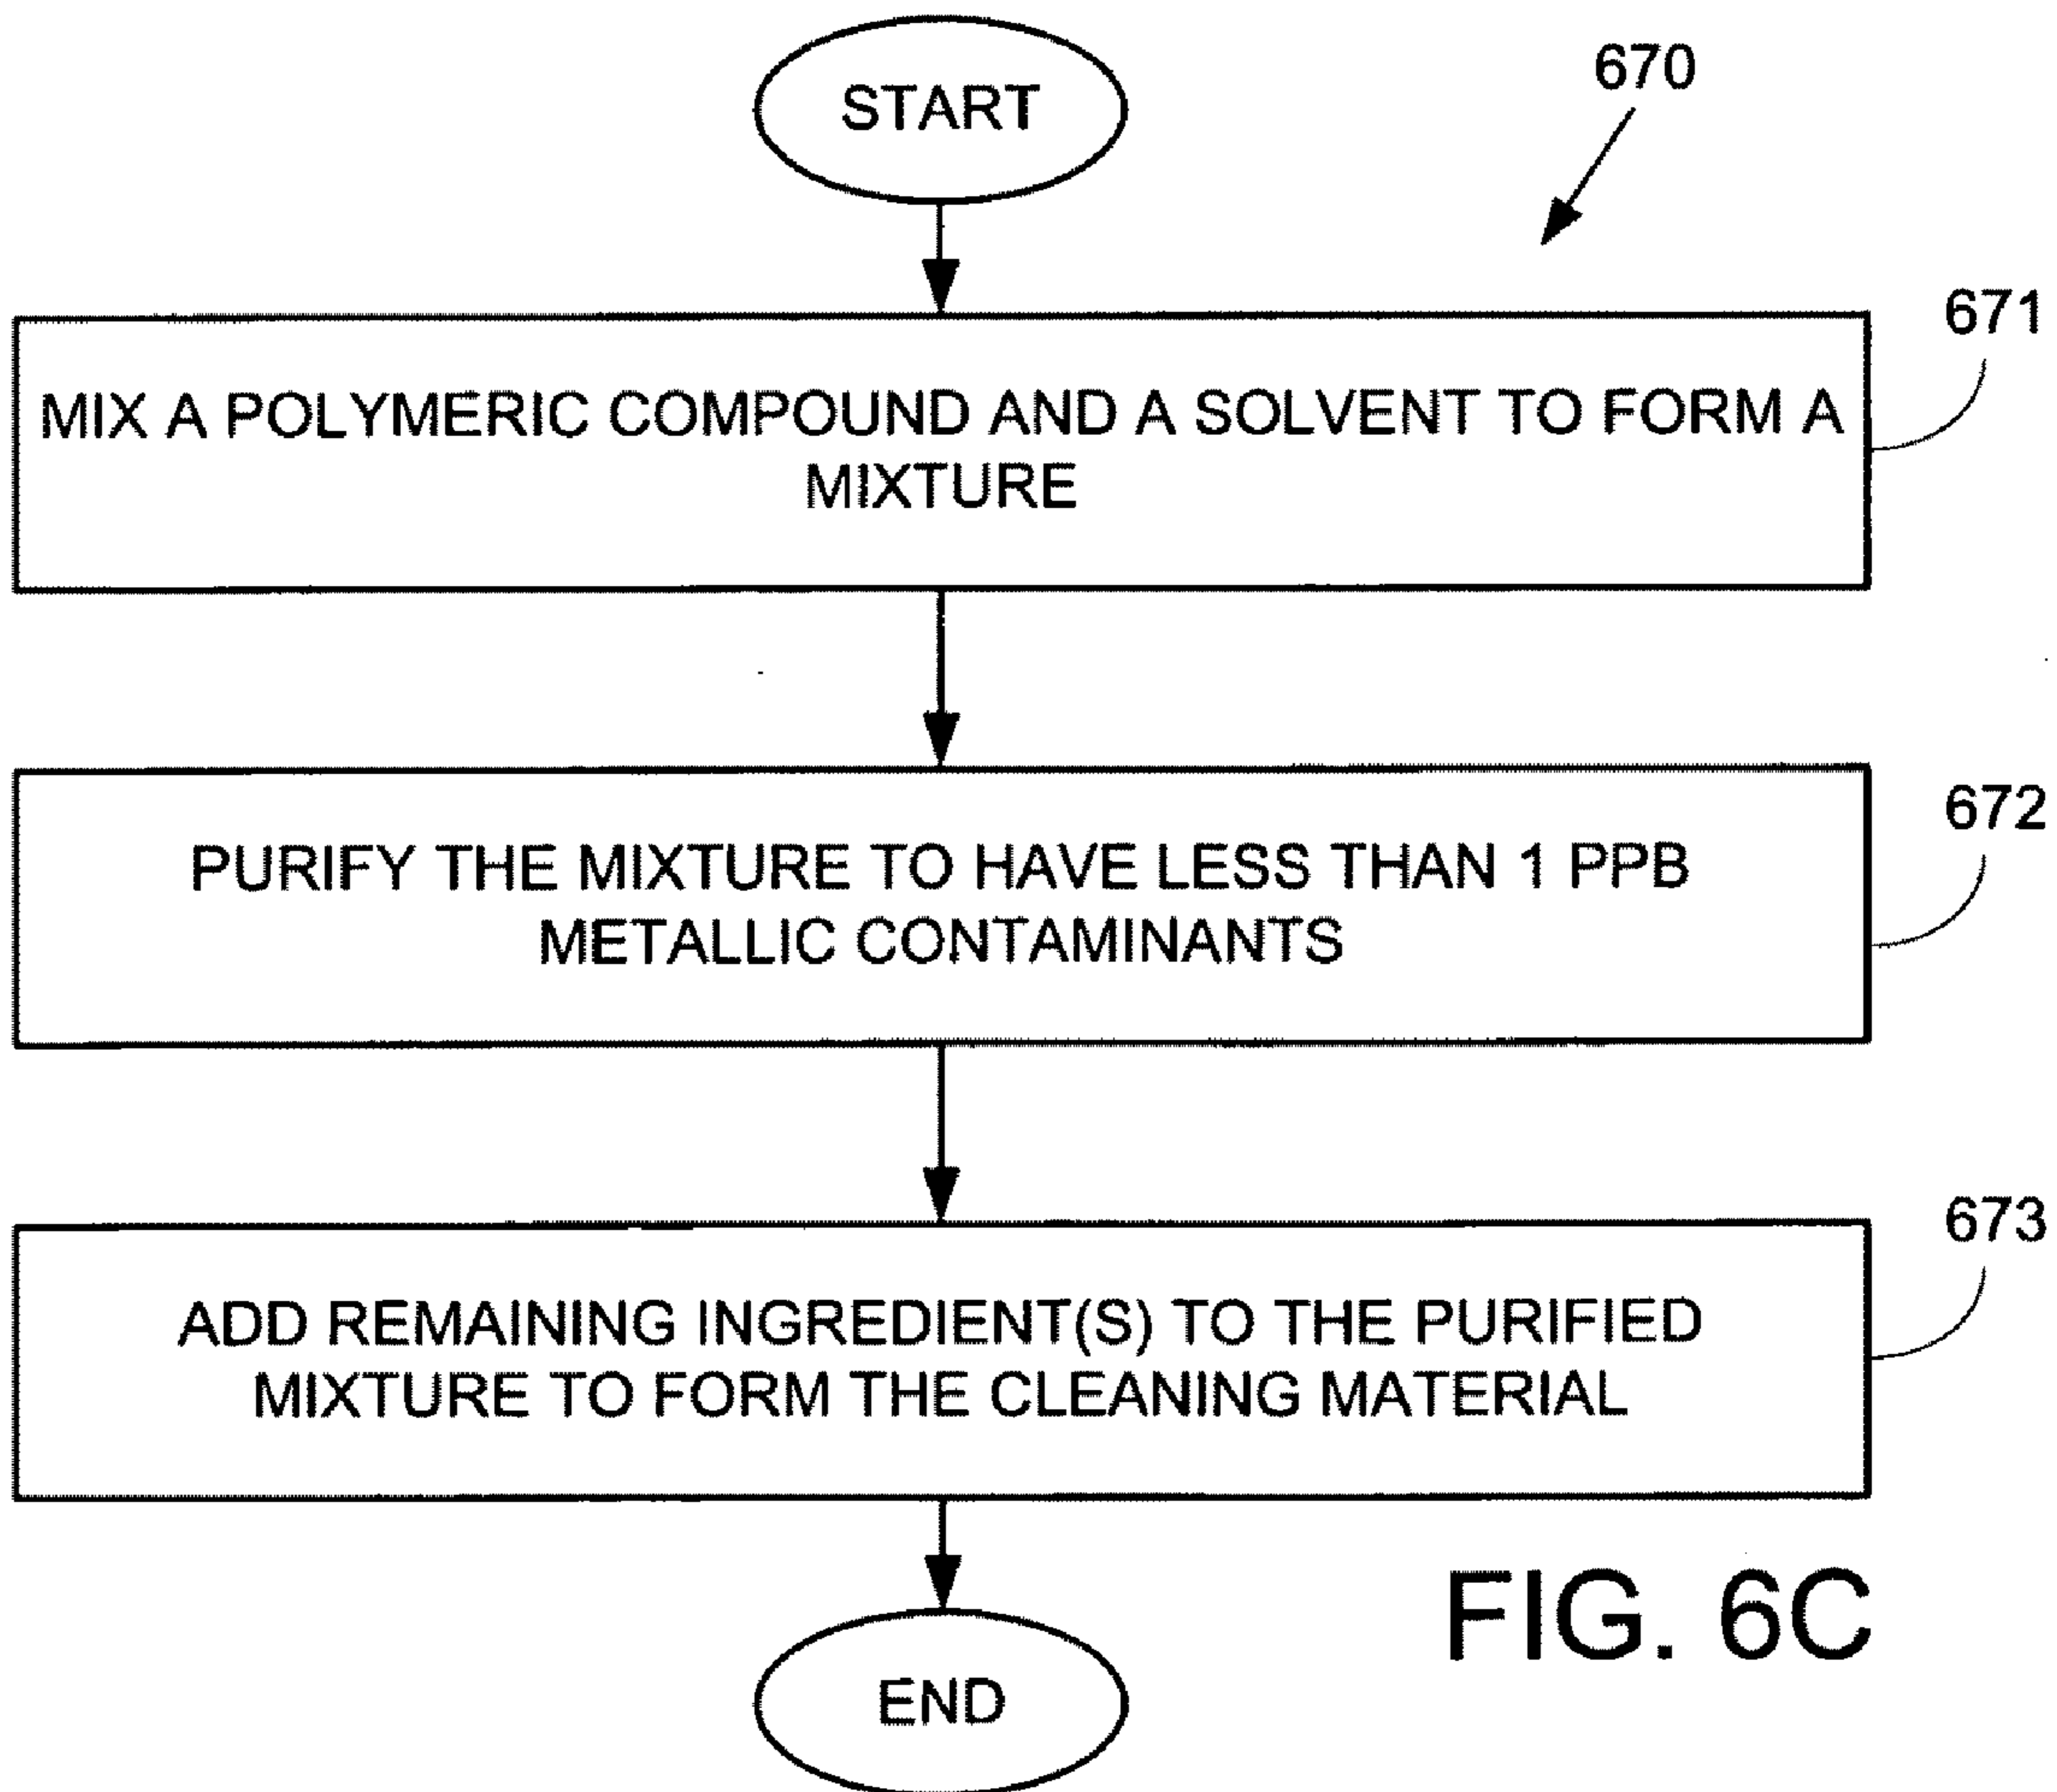 START
670
671
MIX A POLYMERIC COMPOUND AND A SOLVENT TO FORM A
MIXTURE
672
PURIFY THE MIXTURE TO HAVE LESS THAN 1 PPB
METALLIC CONTAMINANTS
673
ADD REMAINING INGREDIENT(S) TO THE PURIFIED
MIXTURE TO FORM THE CLEANING MATERIAL
FIG. 6C
END